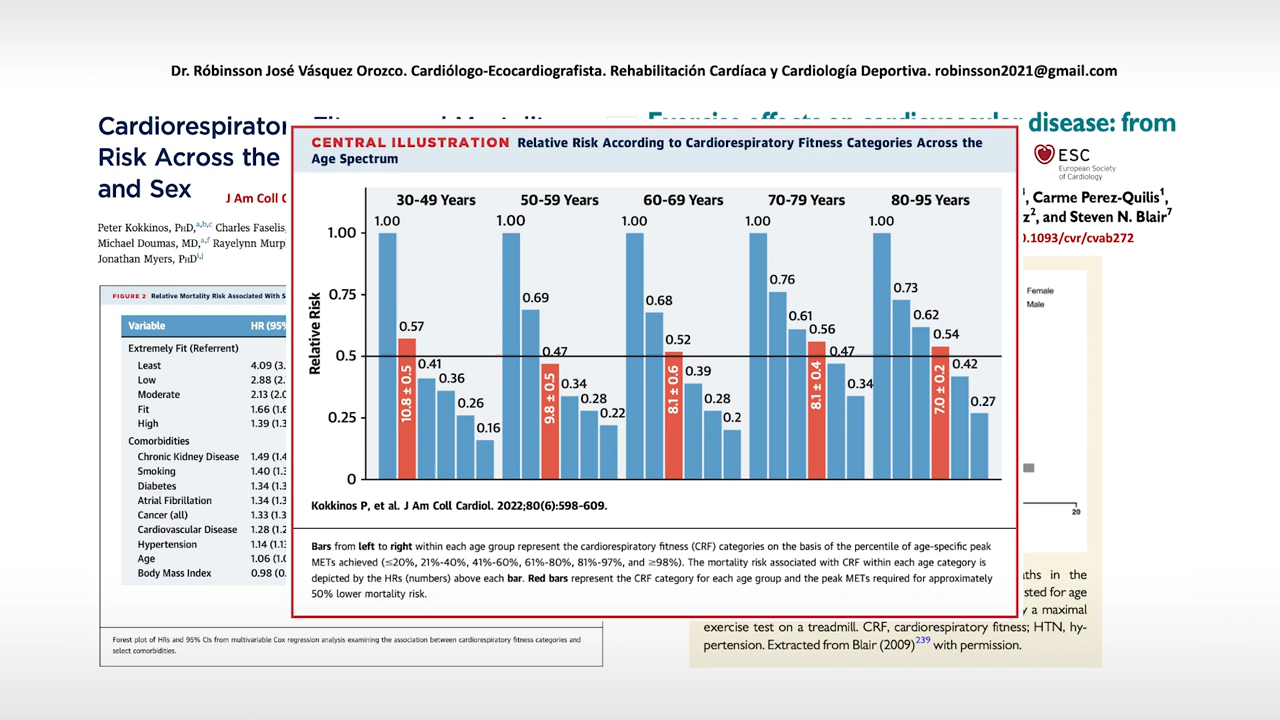 Dr. Róbinsson José Vásquez Orozco. Cardiólogo-Ecocardiografista. Rehabilitación Cardíaca y Cardiología Deportiva. robinsson2021@gmail.com
Risk Across the
and Sex
J Am Coll
Peter Kokkinos, PhD,a,b,c Charles Faselis,
Michael Doumas, MD,a,f Rayelynn
Jonathan Myers, PhDi,j
FIGURE 2 Relative Mortality Risk Associated With
Variable HR (95%
Extremely Fit (Referrent)
Least 4.09 (3.
Low 2.88 (2.
Moderate 2.13 (2.0
Fit 1.66 (1.6
High 1.39 (1.3
Comorbidities
Chronic Kidney Disease 1.49 (1.4
Smoking 1.40 (1.3
Diabetes 1.34 (1.3
Atrial Fibrillation 1.34 (1.3
Cancer (all) 1.33 (1.3
Cardiovascular Disease 1.28 (1.2
Hypertension 1.14 (1.1
Age 1.06 (1.0
Body Mass Index 0.98 (0.
Forest plot of HRs and 95% CIs from multivariable Cox regression analysis examining the association between cardiorespiratory fitness categories and
select comorbidities.
CENTRAL ILLUSTRATION Relative Risk According to Cardiorespiratory Fitness Categories Across the
Age Spectrum
30-49 Years 50-59 Years 60-69 Years 70-79 Years 80-95 Years
Relative Risk
1.00
0.75
0.5
0.25
0
1.00 0.57 0.41 0.36 0.26 0.16
10.8 ± 0.5
1.00 0.69 0.47 0.34 0.28 0.22
9.8 ± 0.5
1.00 0.68 0.52 0.39 0.28 0.2
8.1 ± 0.6
1.00 0.76 0.61 0.56 0.47 0.34
8.1 ± 0.4
1.00 0.73 0.62 0.54 0.42 0.27
7.0 ± 0.2
Kokkinos P, et al. J Am Coll Cardiol. 2022;80(6):598-609.
Bars from left to right within each age group represent the cardiorespiratory fitness (CRF) categories on the basis of the percentile of age-specific peak
METs achieved (≤20%, 21%-40%, 41%-60%, 61%-80%, 81%-97%, and ≥98%). The mortality risk associated with CRF within each age category is
depicted by the HRs (numbers) above each bar. Red bars represent the CRF category for each age group and the peak METs required for approximately
50% lower mortality risk.
disease: from
ESC
European Society
of Cardiology
, Carme Perez-Quilis1,
, and Steven N. Blair7
.1093/cvr/cvab272
Female
Male
20
in the
for age
a maximal
exercise test on a treadmill. CRF, cardiorespiratory fitness; HTN, hy-
pertension. Extracted from Blair (2009)239 with permission.